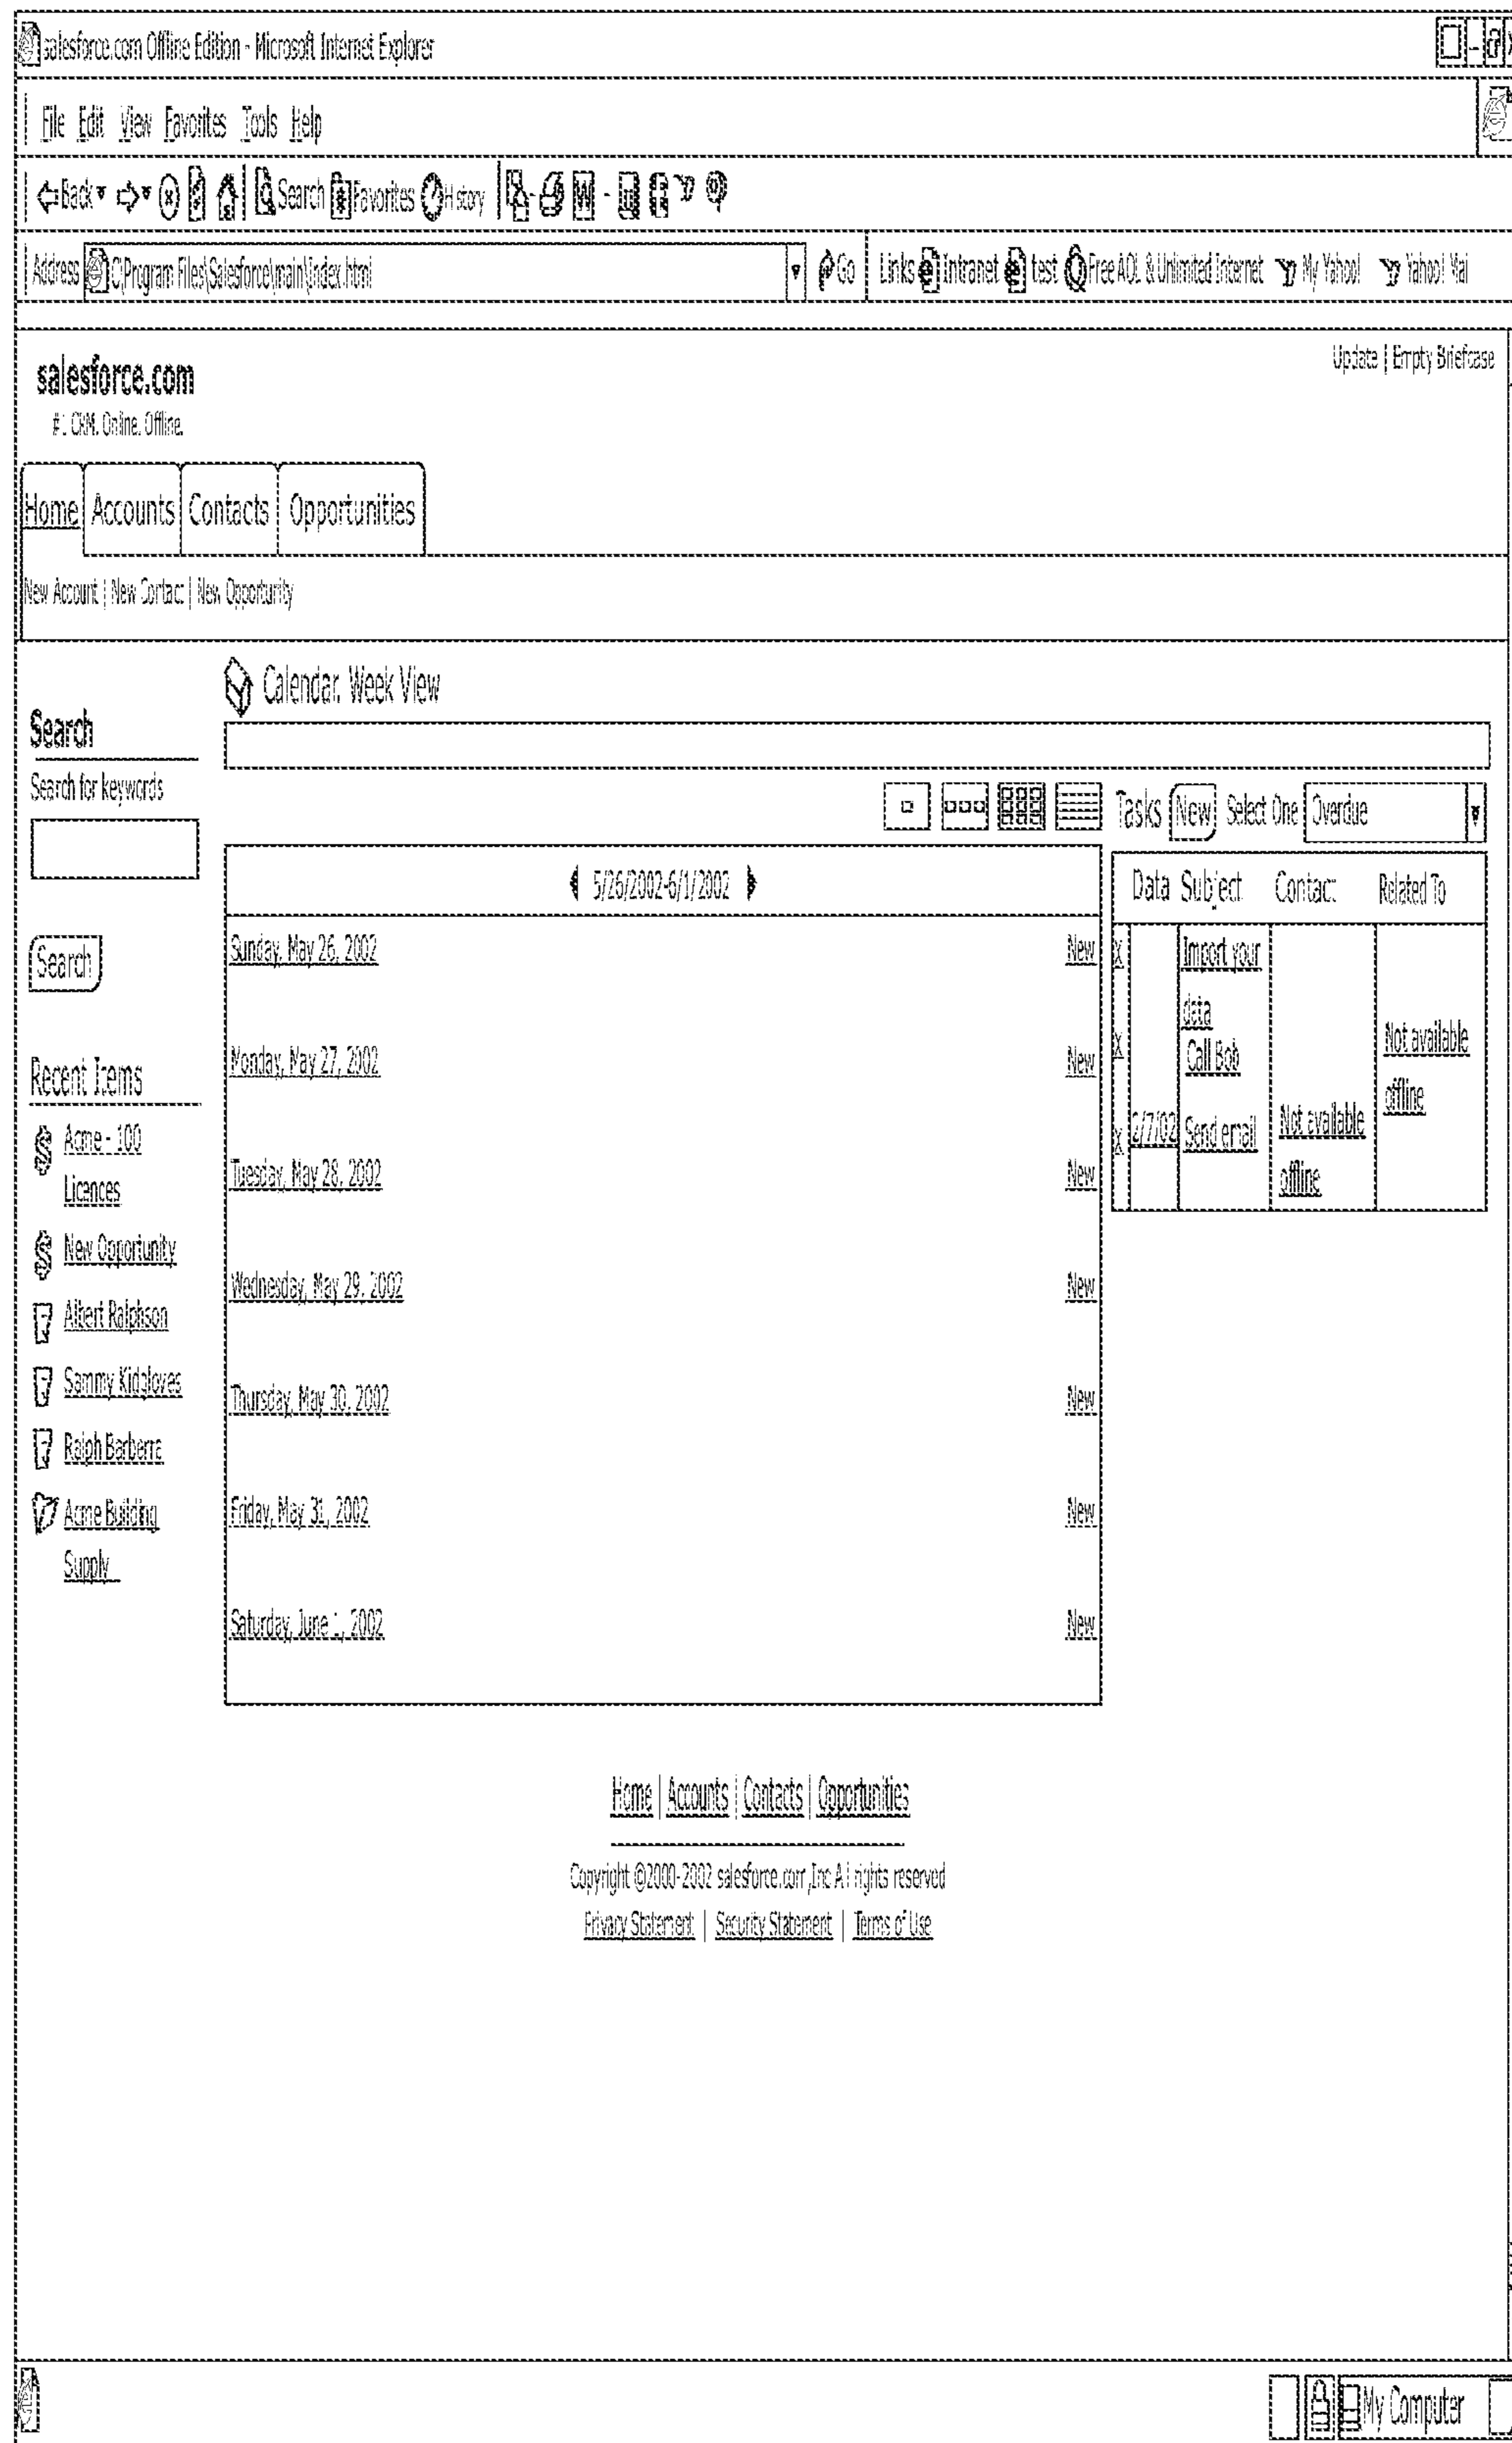 salesforce.com Offline Edition - Microsoft Internet Explorer
File Edit View Favorites Tools Help
Back Search Favorites History
Address C\Program Files\Salesforce\main\index.html Go Links Intranet test Free AOL & Unlimited Internet My Yahoo! Yahoo! Mail
Update | Empty Briefcase
salesforce.com
#1 CRM. Online. Offline.
Home Accounts Contacts Opportunities
New Account | New Contact | New Opportunity
Calendar. Week View
Search
Search for keywords
Search
Recent Items
Acme - 100
Licances
New Opportunity
Albert Ralphson
Sammy Kidgloves
Ralph Barberra
Acme Building
Supply
5/26/2002-6/1/2002
Sunday, May 26, 2002 New
Monday, May 27, 2002 New
Tuesday, May 28, 2002 New
Wednesday, May 29, 2002 New
Thursday, May 30, 2002 New
Friday, May 31, 2002 New
Saturday, June 1, 2002 New
Tasks New Select One Overdue
Data Subject Contact Related To
X Import your
data
X Call Bob
Not available
offline
X 2/7/02 Send email
Not available
offline
Home | Accounts | Contacts | Opportunities
Copyright ©2000-2002 salesforce.com,Inc All rights reserved
Privacy Statement | Security Statement | Terms of Use
My Computer